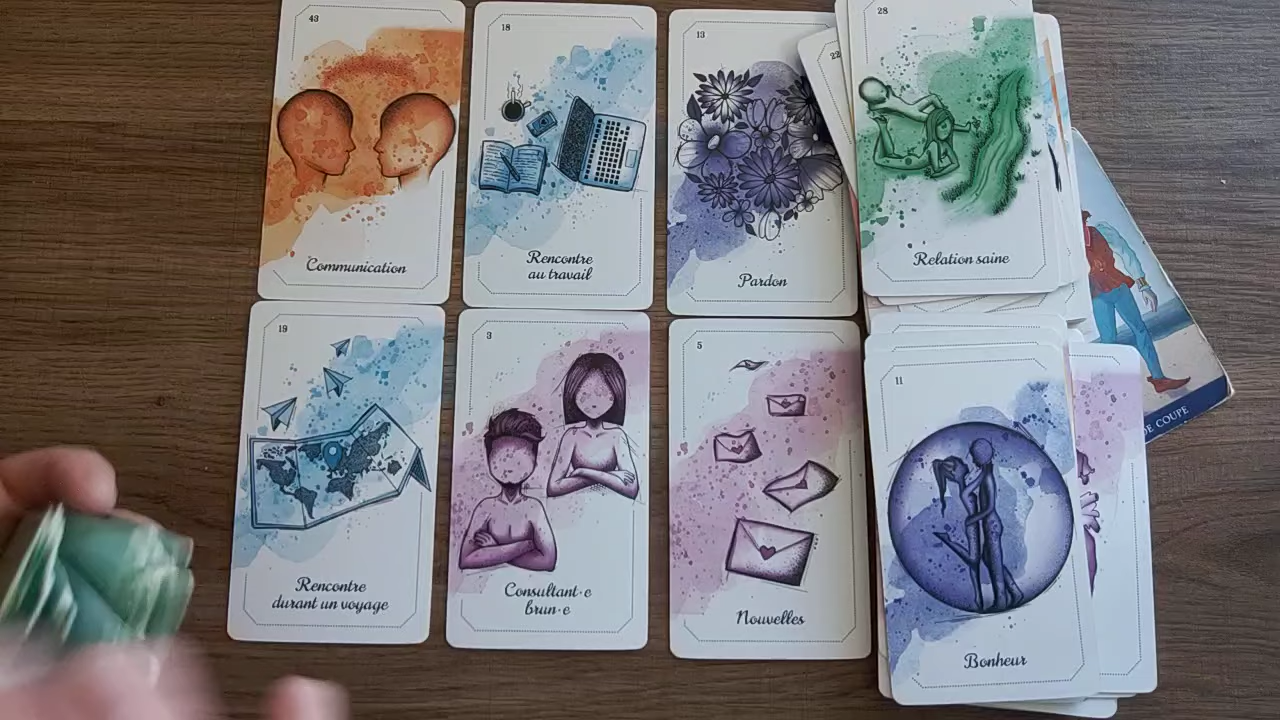 43
Communication
18
Rencontre
au travail
13
Pardon
22
28
Relation saine
19
Rencontre
durant un voyage
3
Consultant·e
brun·e
5
Nouvelles
11
Bonheur
DE COUPE